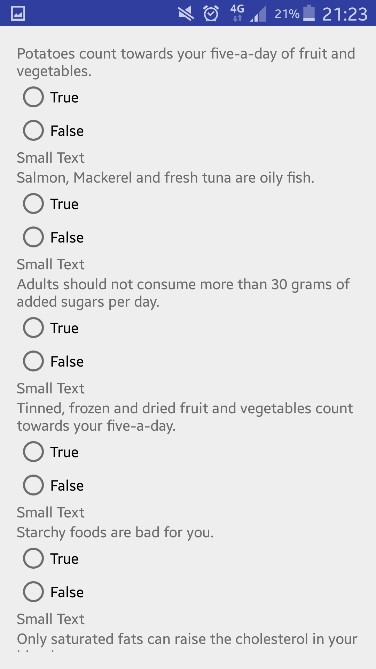 4G 21% 21:23
Potatoes count towards your five-a-day of fruit and
vegetables.
True
False
Small Text
Salmon, Mackerel and fresh tuna are oily fish.
True
False
Small Text
Adults should not consume more than 30 grams of
added sugars per day.
True
False
Small Text
Tinned, frozen and dried fruit and vegetables count
towards your five-a-day.
True
False
Small Text
Starchy foods are bad for you.
True
False
Small Text
Only saturated fats can raise the cholesterol in your